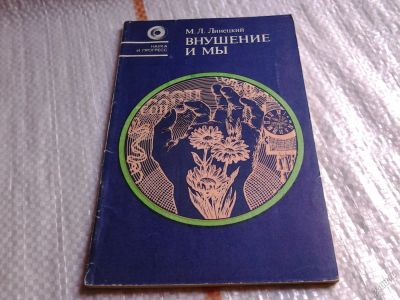 НАУКА
И ПРОГРЕСС
М. Л. Линецкий
ВНУШЕНИЕ
И МЫ